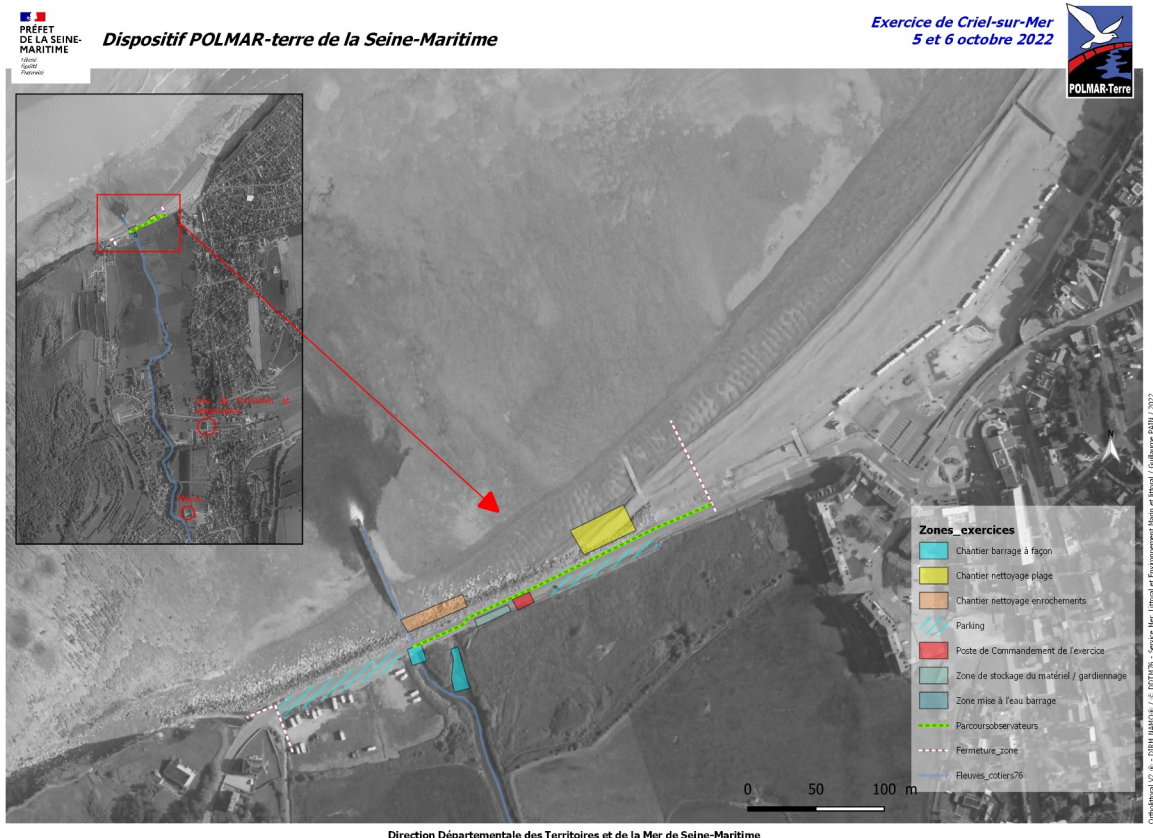 PRÉFET
DE LA SEINE-
MARITIME
Liberté
Égalité
Fraternité
Dispositif POLMAR-terre de la Seine-Maritime
Exercice de Criel-sur-Mer
5 et 6 octobre 2022
POLMAR-Terre
N
Zones_exercices
Chantier barrage à façon
Chantier nettoyage plage
Chantier nettoyage enrochements
Parking
Poste de Commandement de l'exercice
Zone de stockage du matériel / gardiennage
Zone mise à l'eau barrage
Parcoursobservateurs
Fermeture_zone
Fleuves_cotiers76
0 50 100 m
Direction Départementale des Territoires et de la Mer de Seine-Maritime